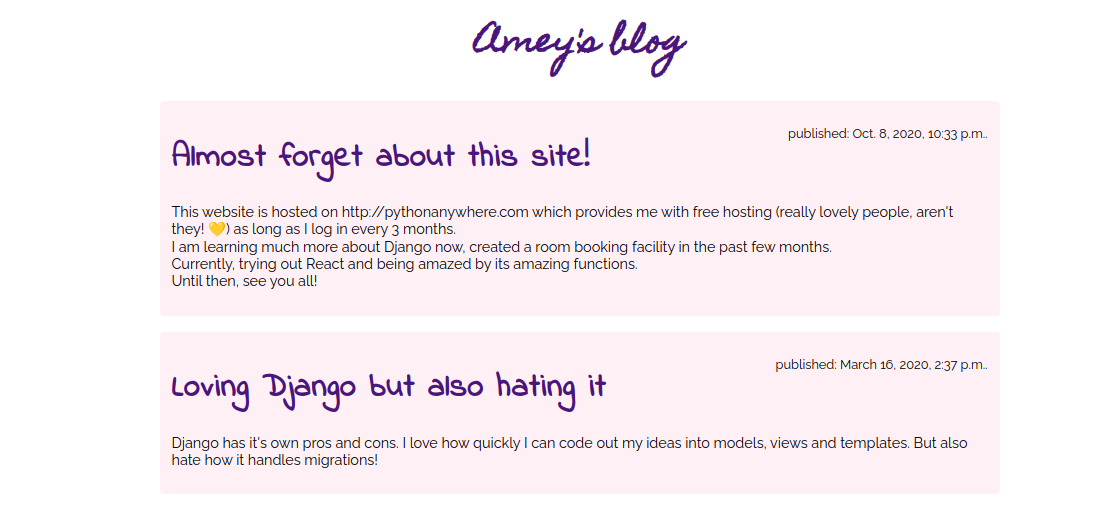 Amey's blog
published: Oct. 8, 2020, 10:33 p.m..
Almost forget about this site!
This website is hosted on http://pythonanywhere.com which provides me with free hosting (really lovely people, aren't
they! 💛) as long as I log in every 3 months.
I am learning much more about Django now, created a room booking facility in the past few months.
Currently, trying out React and being amazed by its amazing functions.
Until then, see you all!
published: March 16, 2020, 2:37 p.m..
Loving Django but also hating it
Django has it's own pros and cons. I love how quickly I can code out my ideas into models, views and templates. But also
hate how it handles migrations!